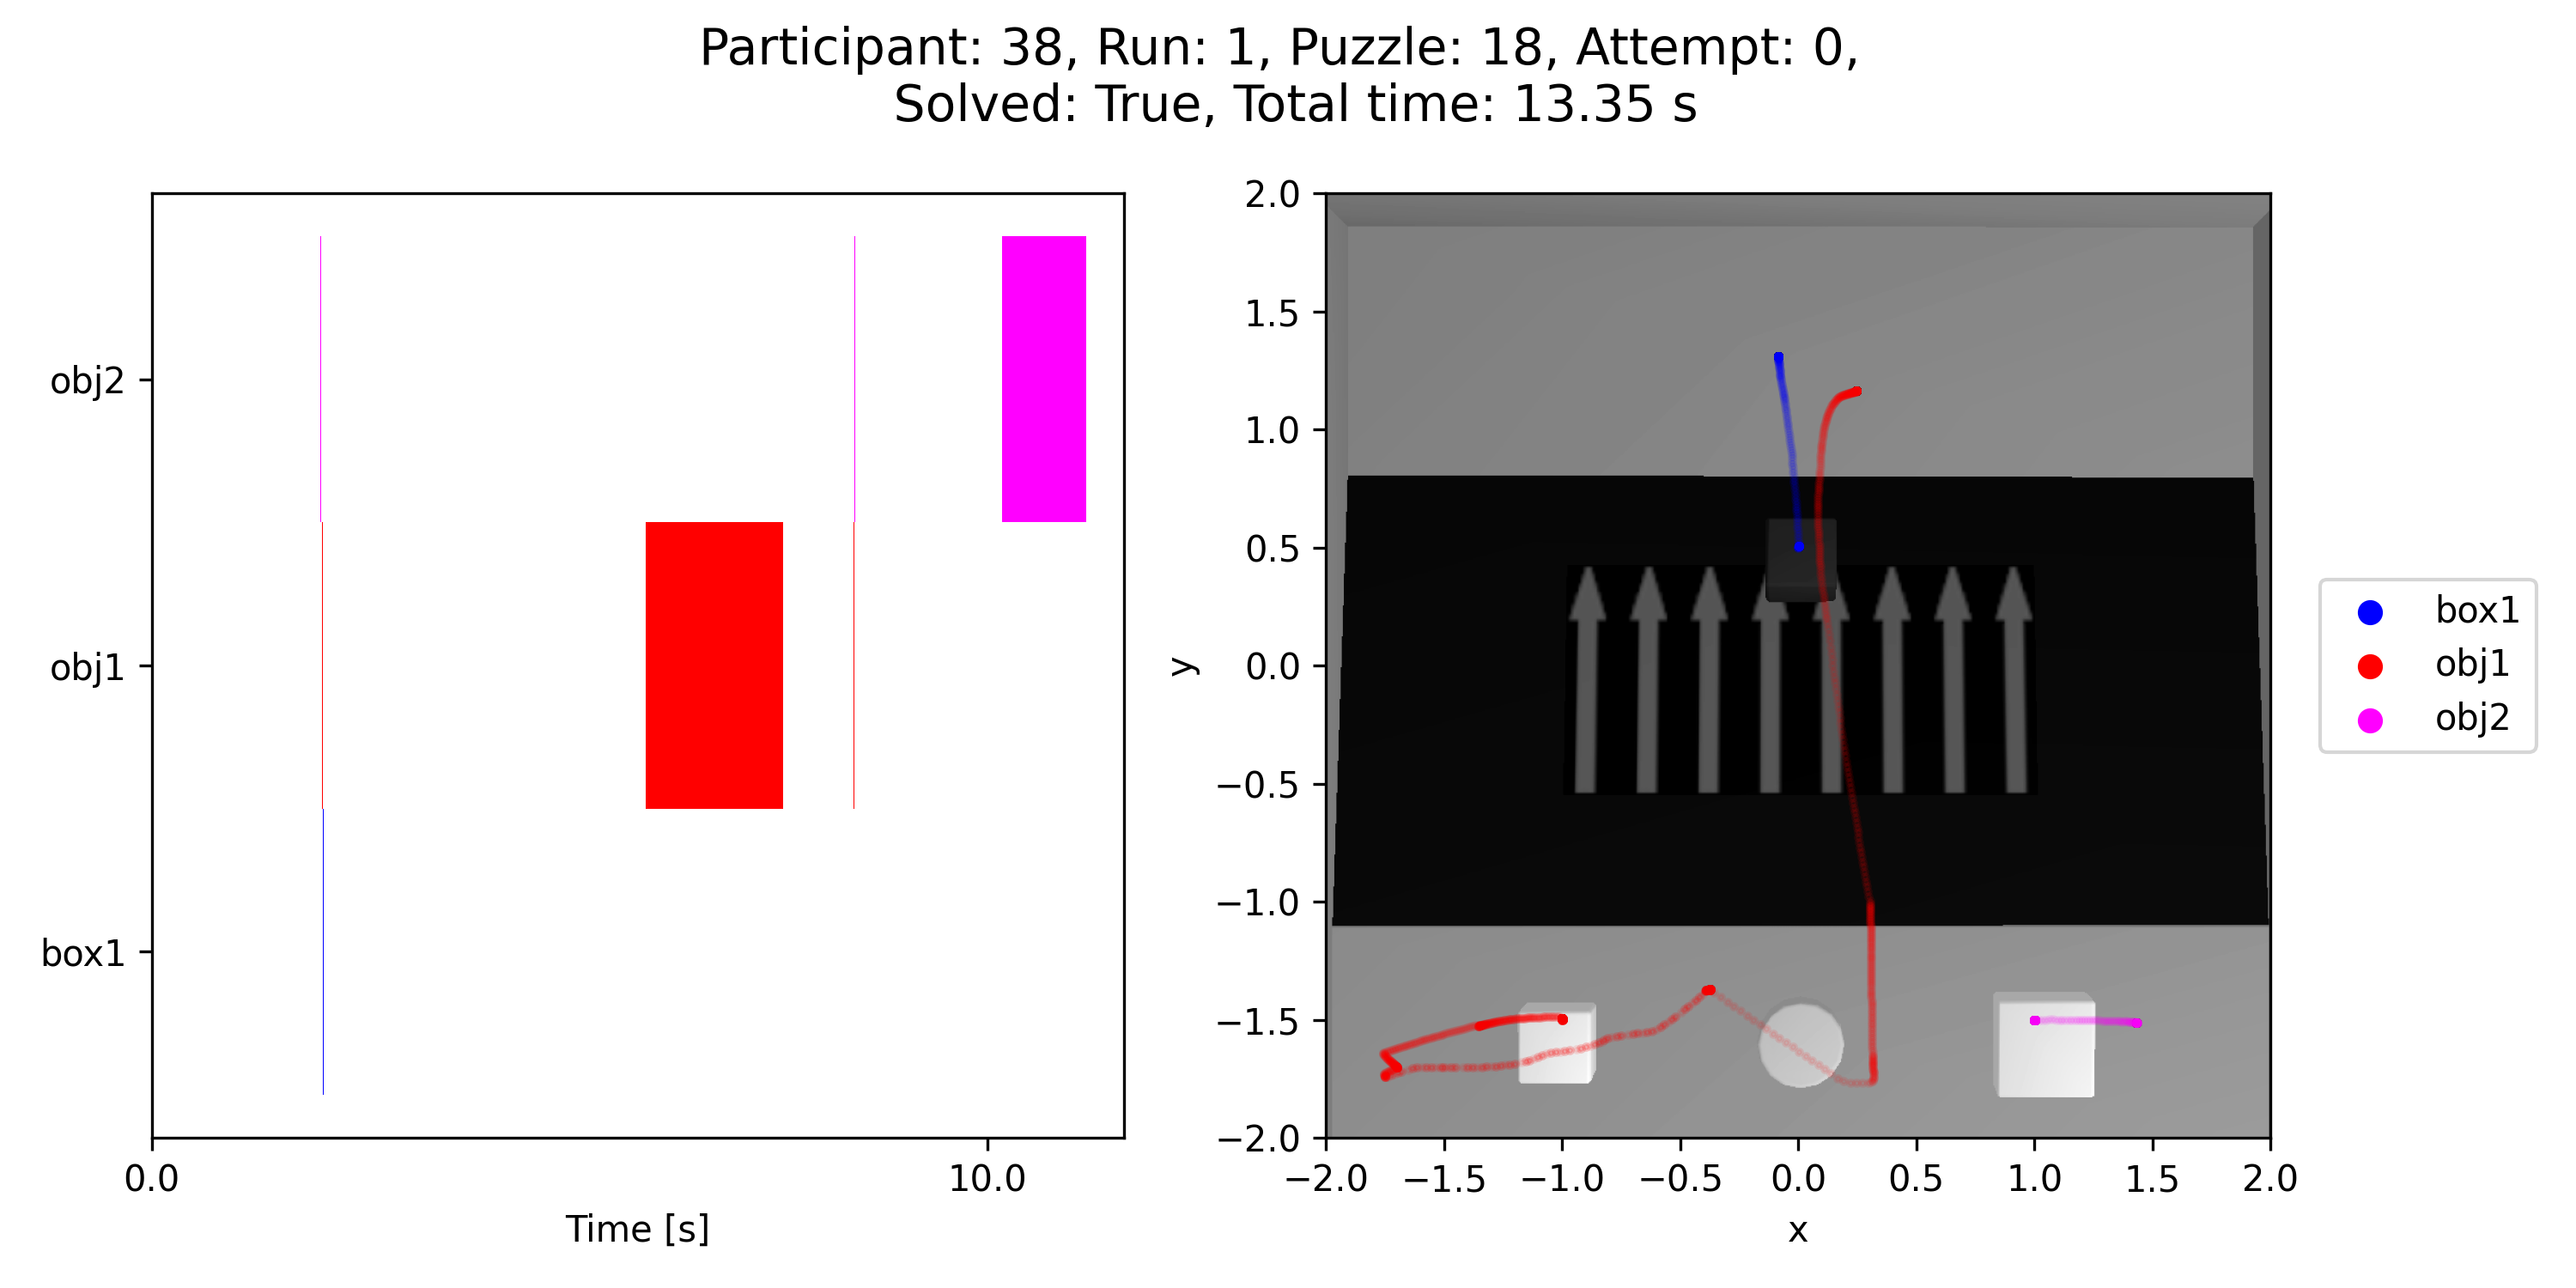 Participant: 38, Run: 1, Puzzle: 18, Attempt: 0,
Solved: True, Total time: 13.35 s
obj2
obj1
box1
0.0
10.0
Time [s]
2.0
1.5
1.0
0.5
0.0
−0.5
−1.0
−1.5
−2.0
y
−2.0 −1.5 −1.0 −0.5 0.0 0.5 1.0 1.5 2.0
x
box1
obj1
obj2